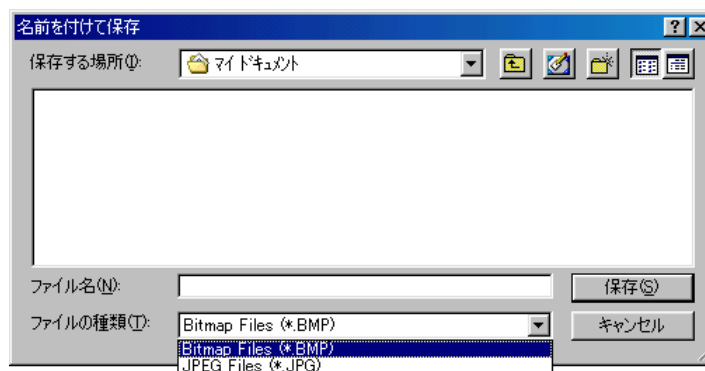 名前を付けて保存
保存する場所(I): マイ ドキュメント
ファイル名(N): 保存(S)
ファイルの種類(T): Bitmap Files (*.BMP) キャンセル
Bitmap Files (*.BMP)
JPEG Files (*.JPG)